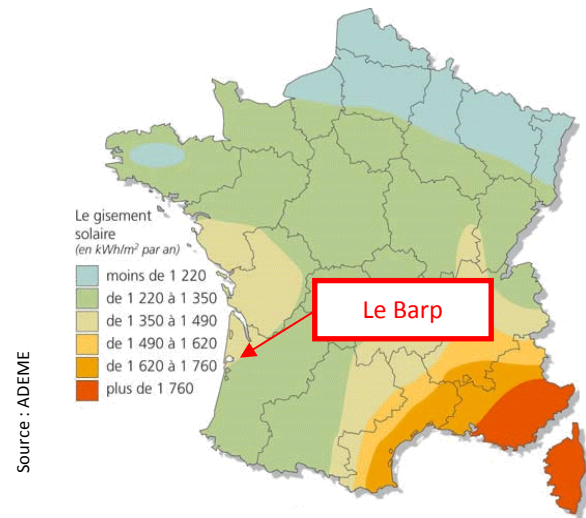 Le gisement
solaire
(en kWh/m² par an)
moins de 1 220
de 1 220 à 1 350
de 1 350 à 1 490
de 1 490 à 1 620
de 1 620 à 1 760
plus de 1 760
Le Barp
Source : ADEME